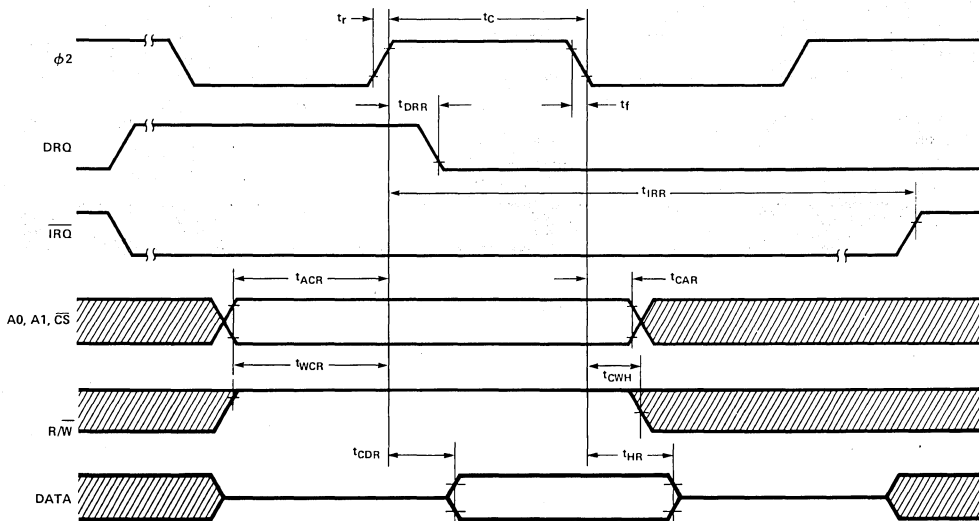 tr
tC
ϕ2
tDRR
tf
DRQ
tIRR
IRQ
tACR
tCAR
A0, A1, CS
tWCR
tCWH
R/W
tCDR
tHR
DATA